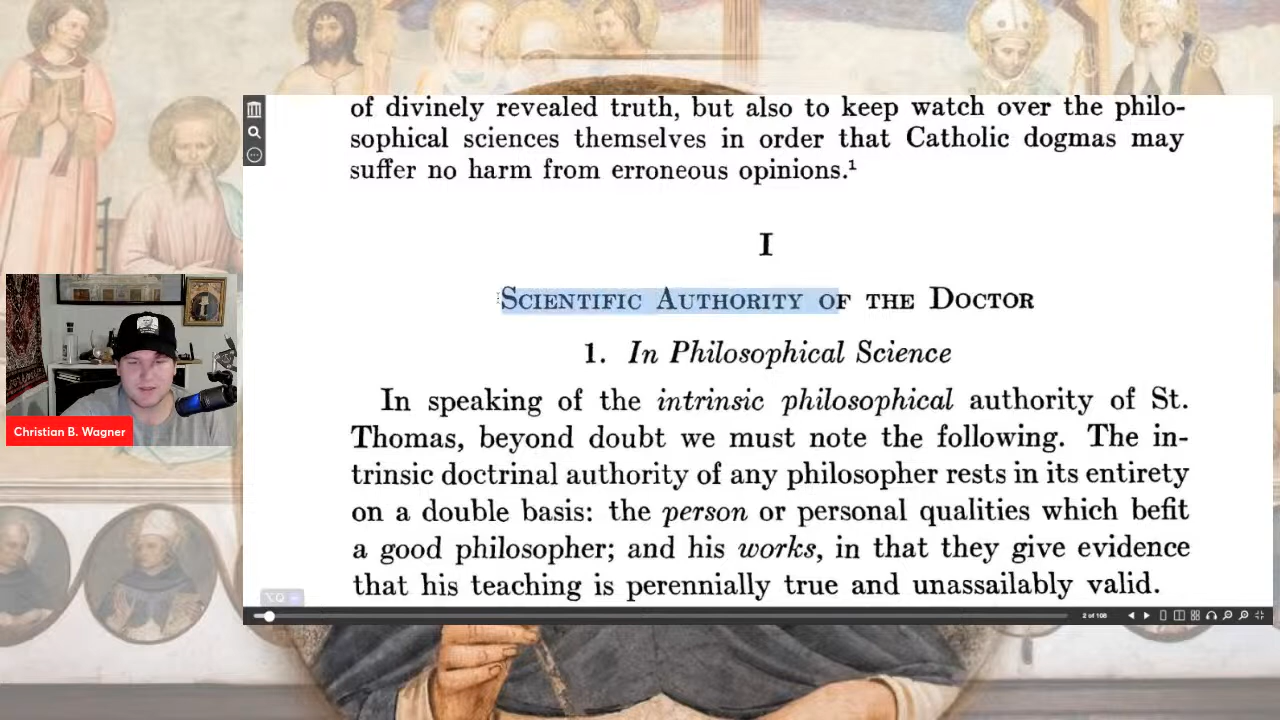 of divinely revealed truth, but also to keep watch over the philo-
sophical sciences themselves in order that Catholic dogmas may
suffer no harm from erroneous opinions.¹
I
SCIENTIFIC AUTHORITY OF THE DOCTOR
1. In Philosophical Science
In speaking of the intrinsic philosophical authority of St.
Thomas, beyond doubt we must note the following. The in-
trinsic doctrinal authority of any philosopher rests in its entirety
on a double basis: the person or personal qualities which befit
a good philosopher; and his works, in that they give evidence
that his teaching is perennially true and unassailably valid.
2 of 108
Christian B. Wagner